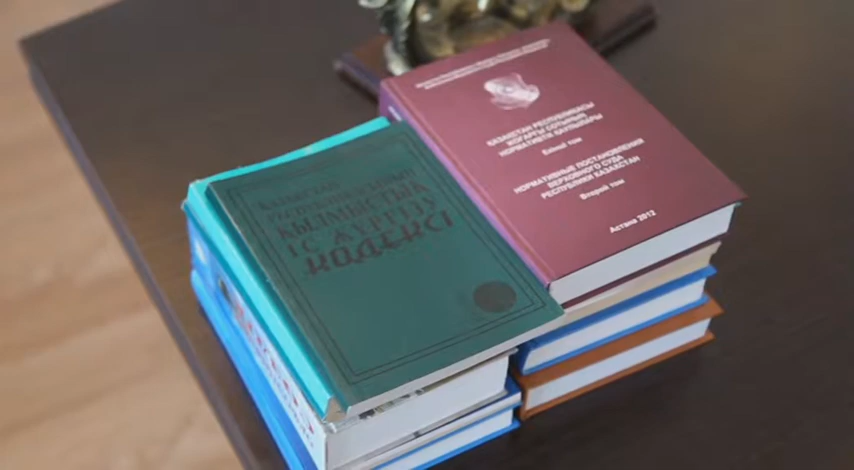 ҚАЗАҚСТАН
РЕСПУБЛИКАСЫНЫҢ
ҚЫЛМЫСТЫҚ
ІС ЖҮРГІЗУ
КОДЕКСІ
ҚАЗАҚСТАН РЕСПУБЛИКАСЫ
ЖОҒАРҒЫ СОТЫНЫҢ
НОРМАТИВТІ ҚАУЛЫЛАРЫ
Екінші том
НОРМАТИВНЫЕ ПОСТАНОВЛЕНИЯ
ВЕРХОВНОГО СУДА
РЕСПУБЛИКИ КАЗАХСТАН
Второй том
Астана 2012